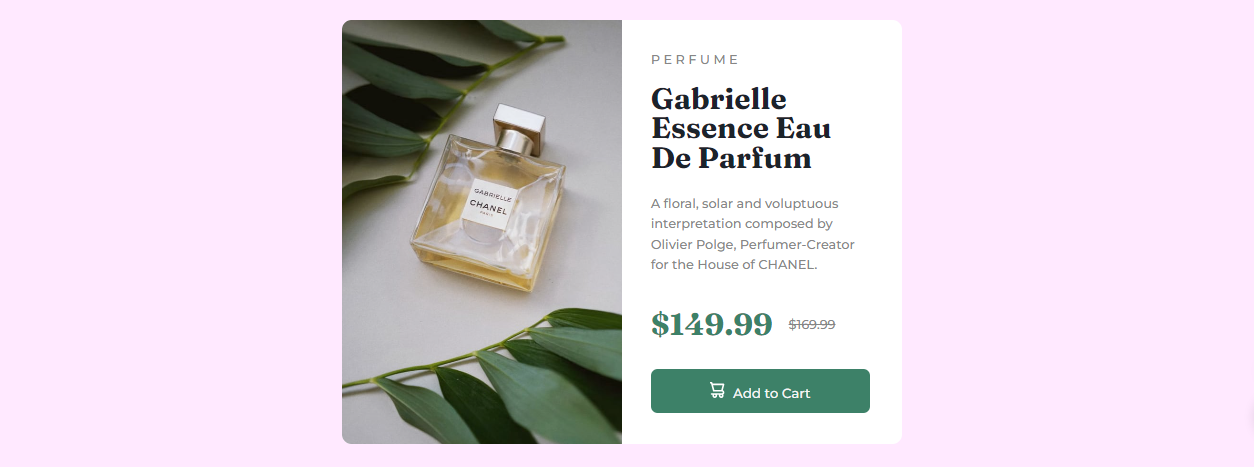 GABRIELLE
CHANEL
PARIS
PERFUME
Gabrielle
Essence Eau
De Parfum
A floral, solar and voluptuous
interpretation composed by
Olivier Polge, Perfumer-Creator
for the House of CHANEL.
$149.99 $169.99
Add to Cart